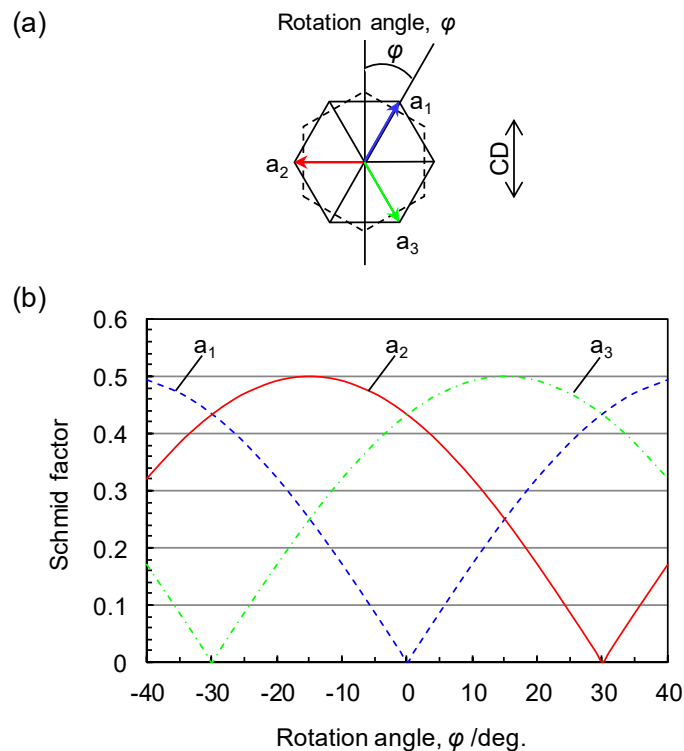 (a)
Rotation angle, φ
φ
a1
a2
a3
CD
(b)
0.6
0.5
0.4
0.3
0.2
0.1
0
a1
a2
a3
Schmid factor
-40 -30 -20 -10 0 10 20 30 40
Rotation angle, φ /deg.